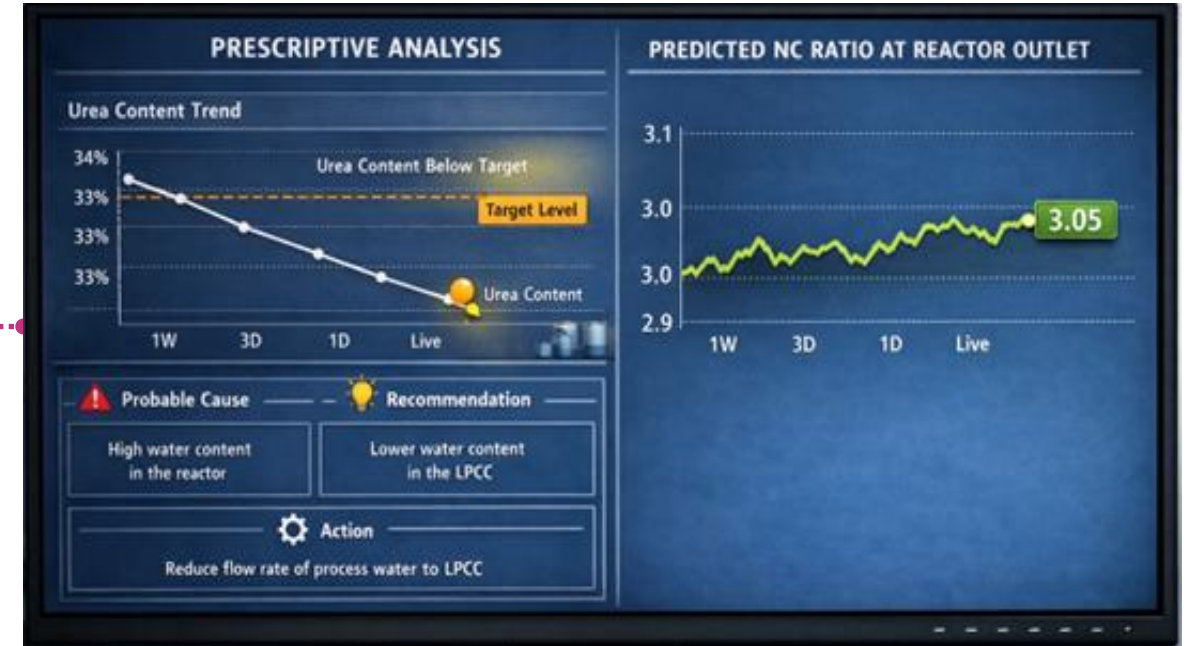 PRESCRIPTIVE ANALYSIS
Urea Content Trend
34%
33%
33%
33%
Urea Content Below Target
Target Level
Urea Content
1W 3D 1D Live
Probable Cause
High water content
in the reactor
Recommendation
Lower water content
in the LPCC
Action
Reduce flow rate of process water to LPCC
PREDICTED NC RATIO AT REACTOR OUTLET
3.1
3.0
3.0
2.9
3.05
1W 3D 1D Live